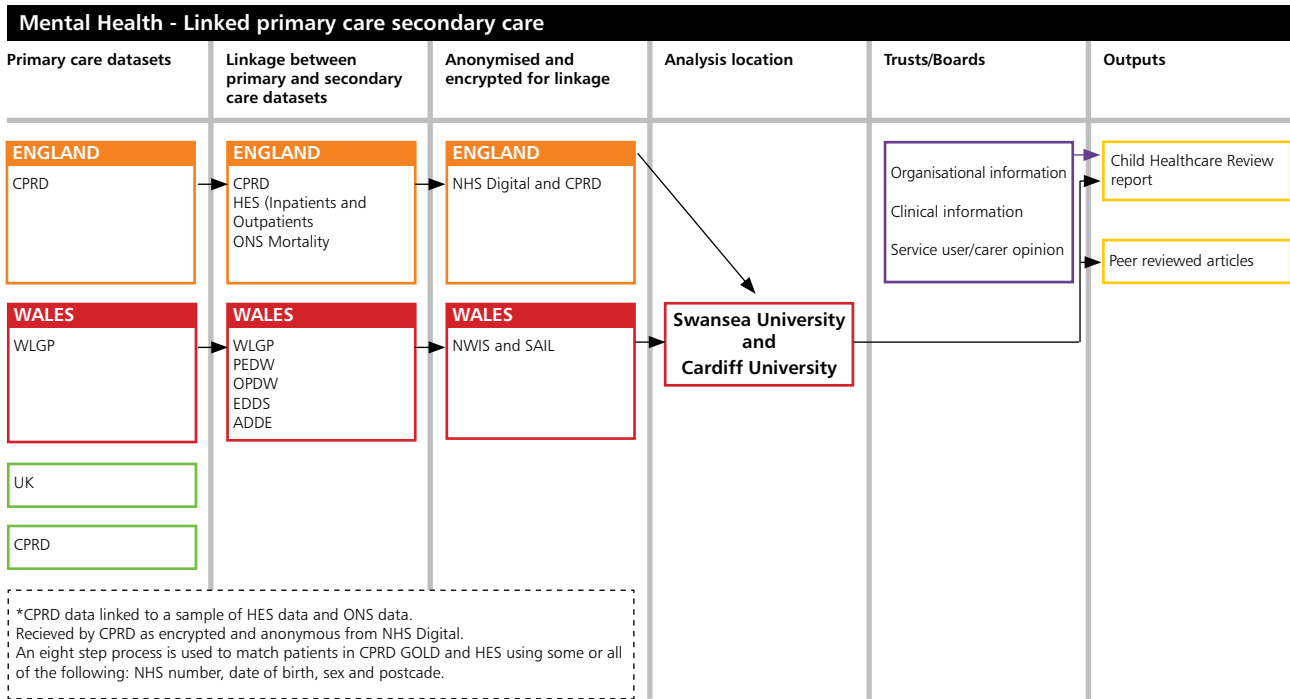 Mental Health - Linked primary care secondary care
Primary care datasets
Linkage between
primary and secondary
care datasets
Anonymised and
encrypted for linkage
Analysis location
Trusts/Boards
Outputs
ENGLAND
CPRD
ENGLAND
CPRD
HES (Inpatients and
Outpatients
ONS Mortality
ENGLAND
NHS Digital and CPRD
Organisational information
Clinical information
Service user/carer opinion
Child Healthcare Review
report
Peer reviewed articles
WALES
WLGP
WALES
WLGP
PEDW
OPDW
EDDS
ADDE
WALES
NWIS and SAIL
Swansea University
and
Cardiff University
UK
CPRD
*CPRD data linked to a sample of HES data and ONS data.
Recieved by CPRD as encrypted and anonymous from NHS Digital.
An eight step process is used to match patients in CPRD GOLD and HES using some or all
of the following: NHS number, date of birth, sex and postcade.